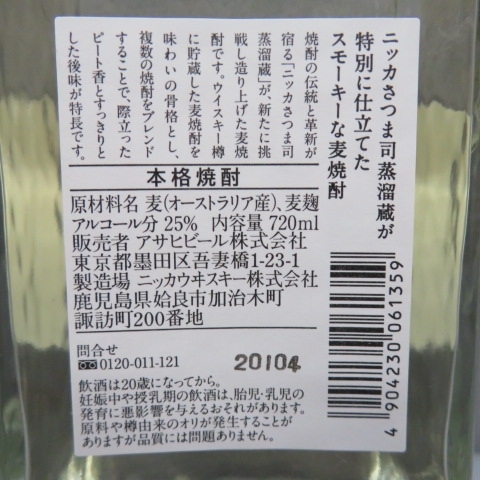 ニッカさつま司蒸溜蔵が
特別に仕立てた
スモーキーな麦焼酎
焼酎の伝統と革新が
宿る「ニッカさつま司
蒸溜蔵」が、新たに挑
戦し造り上げた麦焼
酎です。ウイスキー樽
に貯蔵した麦焼酎を
味わいの骨格とし、
複数の焼酎をブレンド
することで、際立った
ピート香とすっきりと
した後味が特長です。
本格焼酎
原材料名 麦(オーストラリア産)、麦麹
アルコール分 25% 内容量 720ml
販売者 アサヒビール株式会社
東京都墨田区吾妻橋1-23-1
製造場 ニッカウヰスキー株式会社
鹿児島県姶良市加治木町
諏訪町200番地
問合せ
0120-011-121
20104
飲酒は20歳になってから。
妊娠中や授乳期の飲酒は、胎児・乳児の
発育に悪影響を与えるおそれがあります。
原料や樽由来のオリが発生することが
ありますが品質には問題ありません。
4 904230 061359